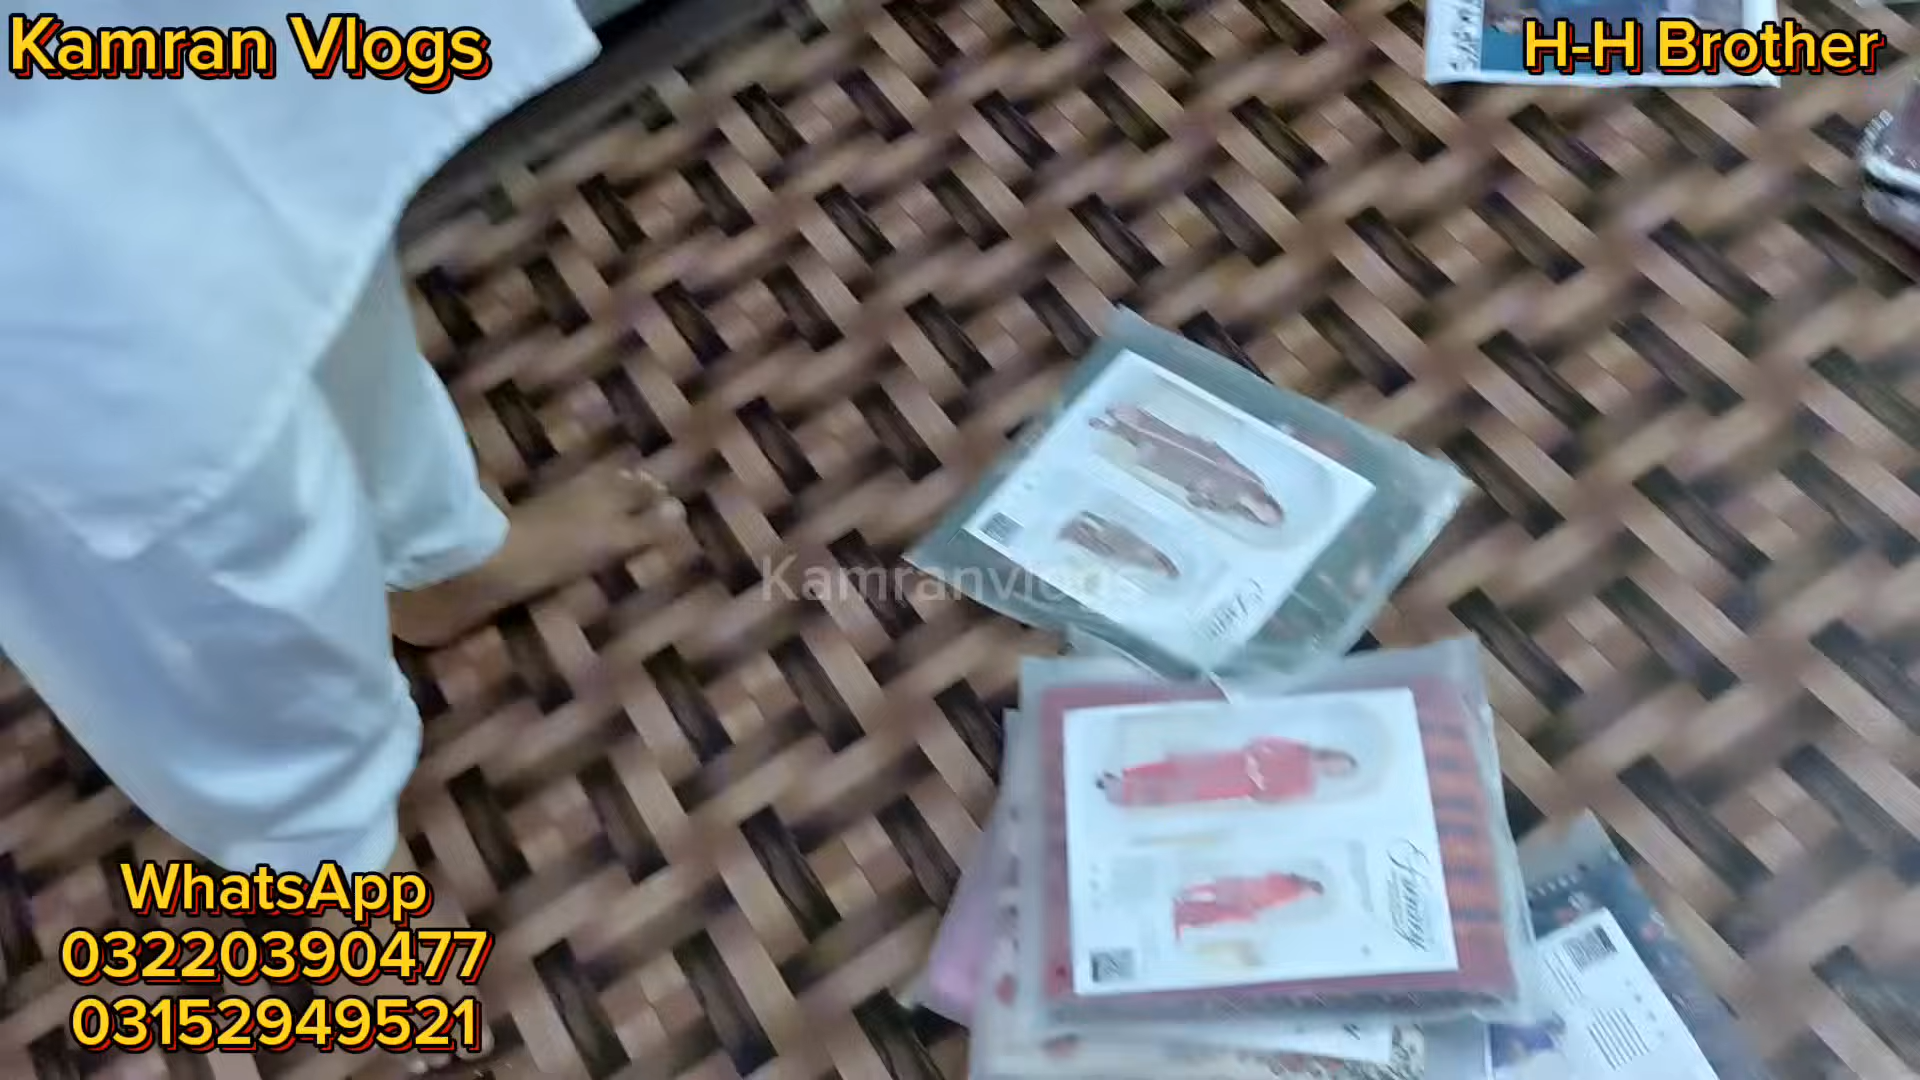 Kamran Vlogs
H-H Brother
Kamranvlogs
WhatsApp
03220390477
03152949521